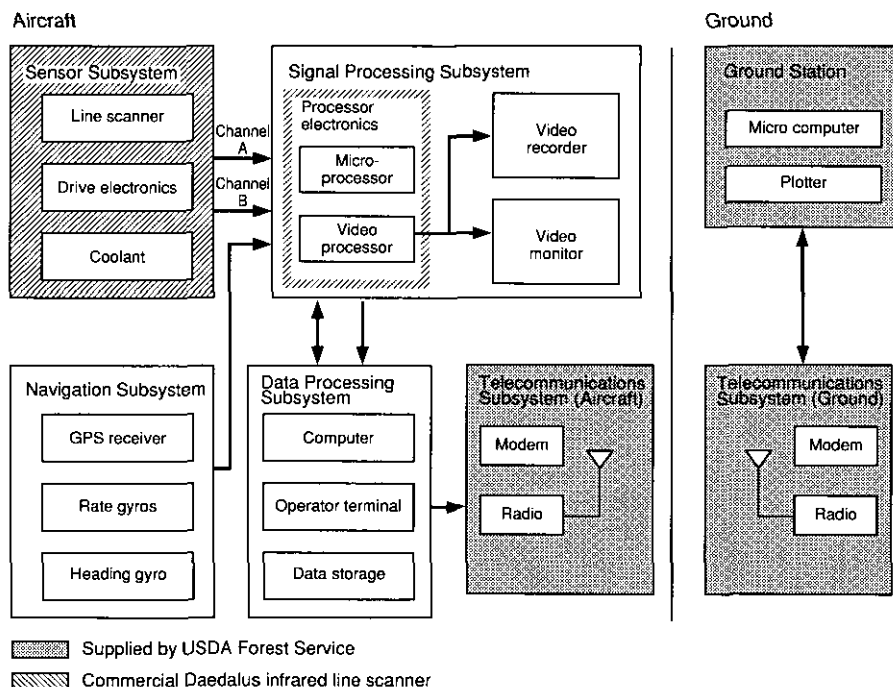 Aircraft
Ground
Sensor Subsystem
Line scanner
Drive electronics
Coolant
Channel
A
Channel
B
Signal Processing Subsystem
Processor
electronics
Micro-
processor
Video
processor
Video
recorder
Video
monitor
Ground Station
Micro computer
Plotter
Navigation Subsystem
GPS receiver
Rate gyros
Heading gyro
Data Processing
Subsystem
Computer
Operator terminal
Data storage
Telecommunications
Subsystem (Aircraft)
Modem
Radio
Telecommunications
Subsystem (Ground)
Modem
Radio
Supplied by USDA Forest Service
Commercial Daedalus infrared line scanner